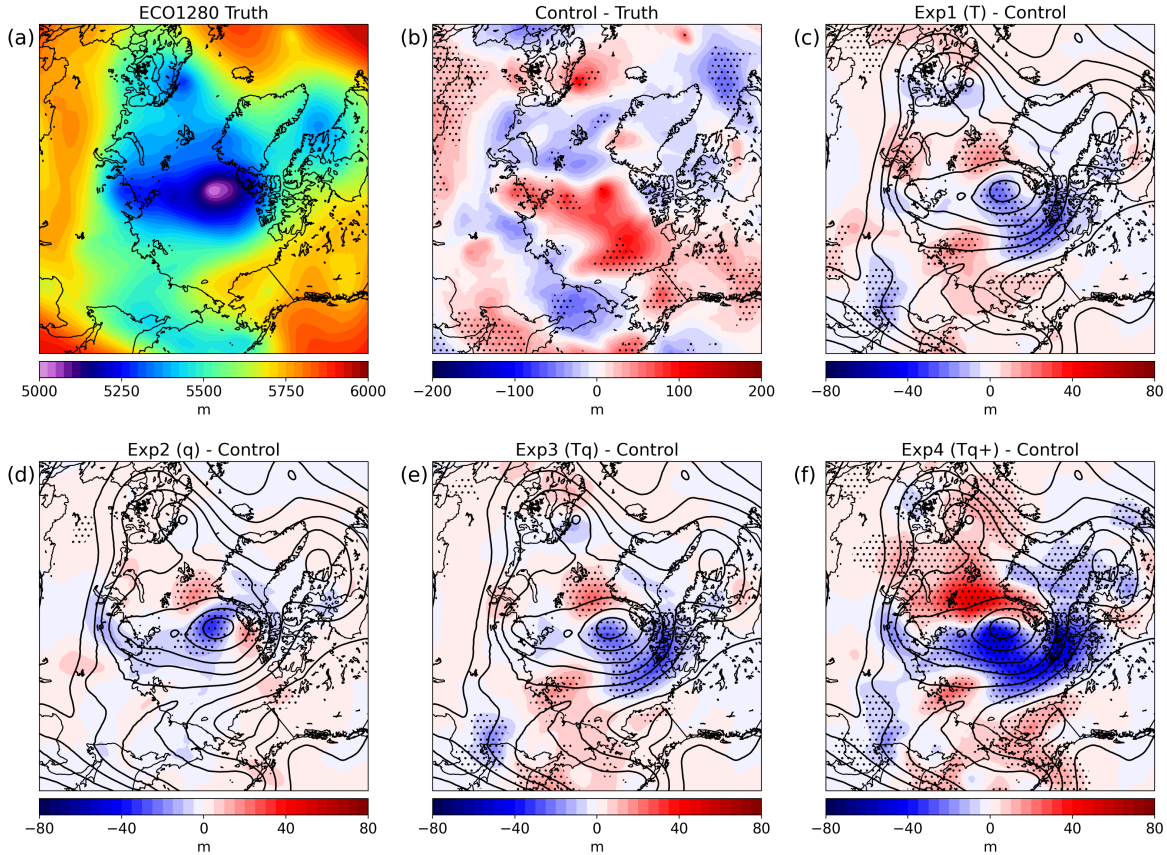 ECO1280 Truth
Control - Truth
Exp1 (T) - Control
(a)
(b)
(c)
5000 5250 5500 5750 6000
m
−200 −100 0 100 200
m
−80 −40 0 40 80
m
Exp2 (q) - Control
Exp3 (Tq) - Control
Exp4 (Tq+) - Control
(d)
(e)
(f)
−80 −40 0 40 80
m
−80 −40 0 40 80
m
−80 −40 0 40 80
m